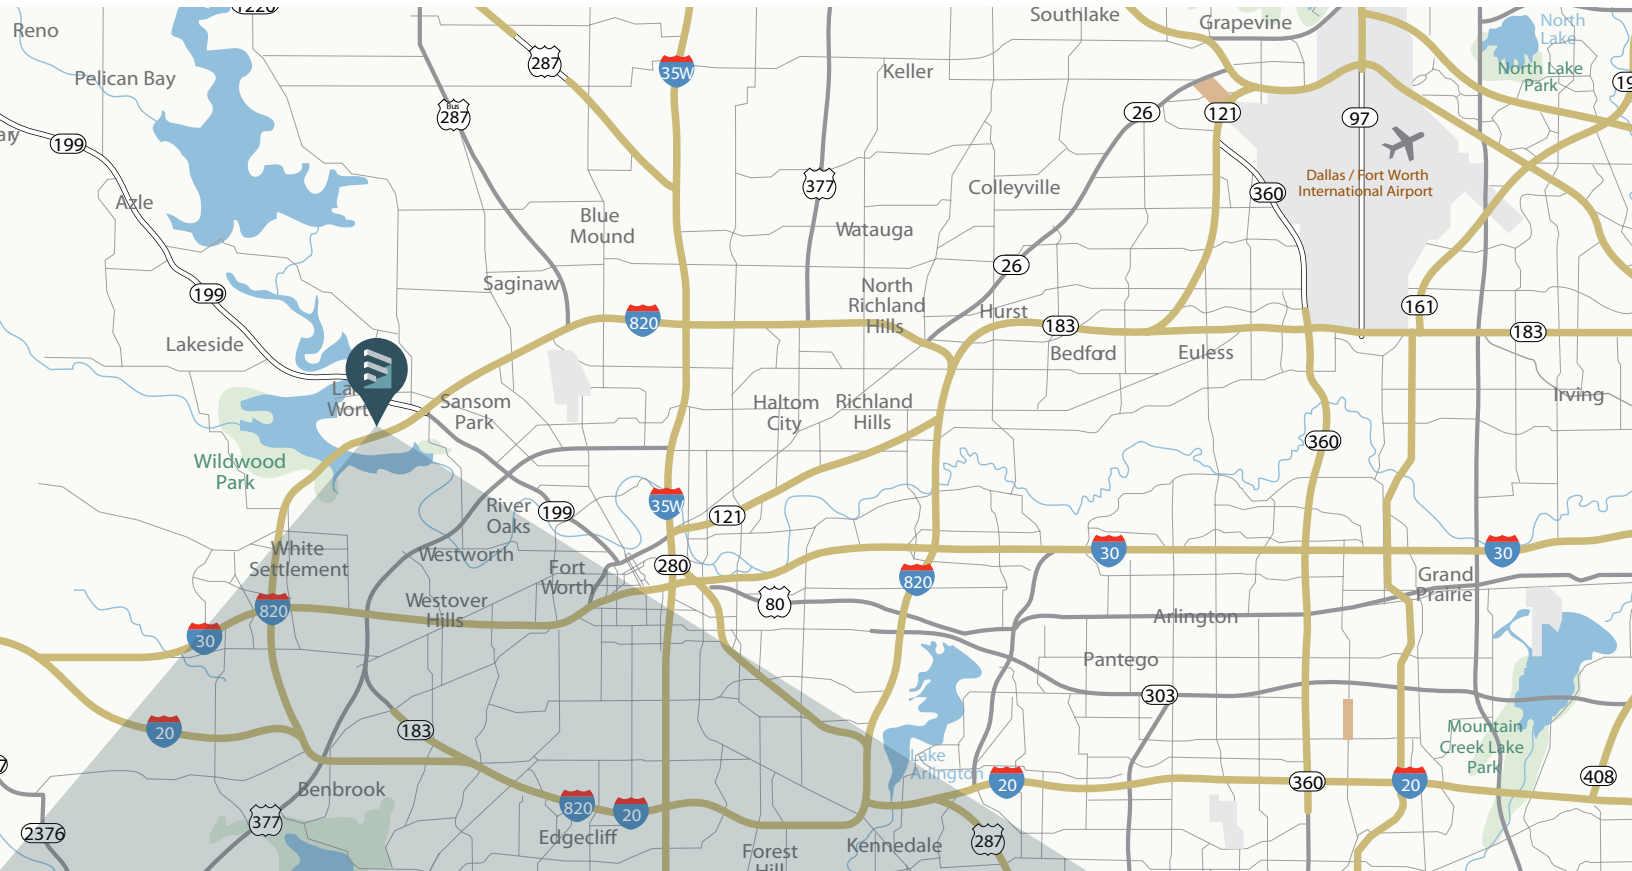 1220
Southlake
Grapevine
North
Lake
Reno
287
35W
Keller
North Lake
Park
Pelican Bay
Bus
287
26
121
97
199
377
Dallas / Fort Worth
International Airport
360
Colleyville
Azle
Blue
Mound
Watauga
26
Saginaw
199
North
Richland
Hills
Hurst
161
820
183
183
Lakeside
Bedford
Euless
Irving
Sansom
Park
Haltom
City
Richland
Hills
360
Wildwood
Park
River
Oaks
199
35W
121
White
Settlement
Westworth
280
30
30
Fort
Worth
820
Grand
Prairie
820
Westover
Hills
80
Arlington
30
Pantego
303
20
183
Mountain
Creek Lake
Park
Lake
Arlington
20
360
20
408
Benbrook
820
20
377
2376
Edgecliff
Forest
Hill
Kennedale
287